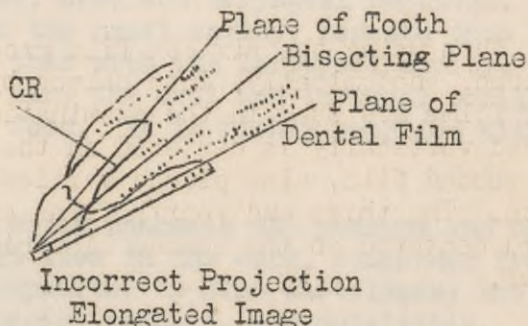 Plane of Tooth
Bisecting Plane
CR
Plane of
Dental Film
Incorrect Projection
Elongated Image